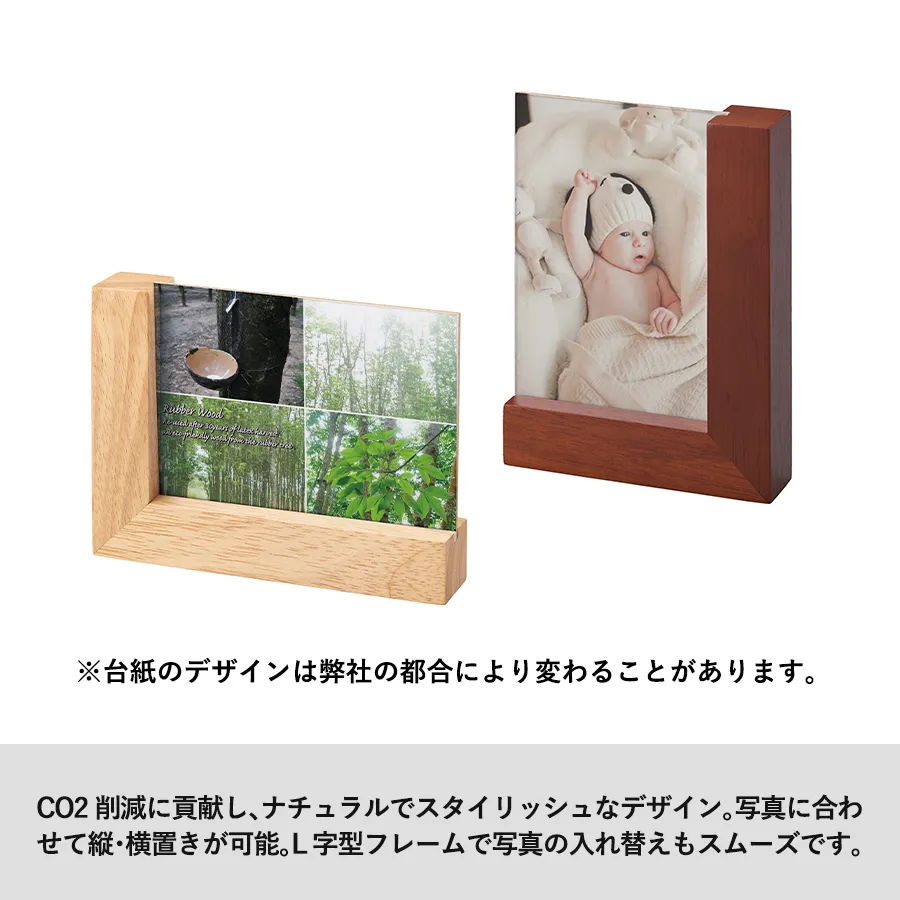 Rubber Wood
※台紙のデザインは弊社の都合により変わることがあります。
CO2 削減に貢献し、ナチュラルでスタイリッシュなデザイン。写真に合わ
せて縦・横置きが可能。L 字型フレームで写真の入れ替えもスムーズです。